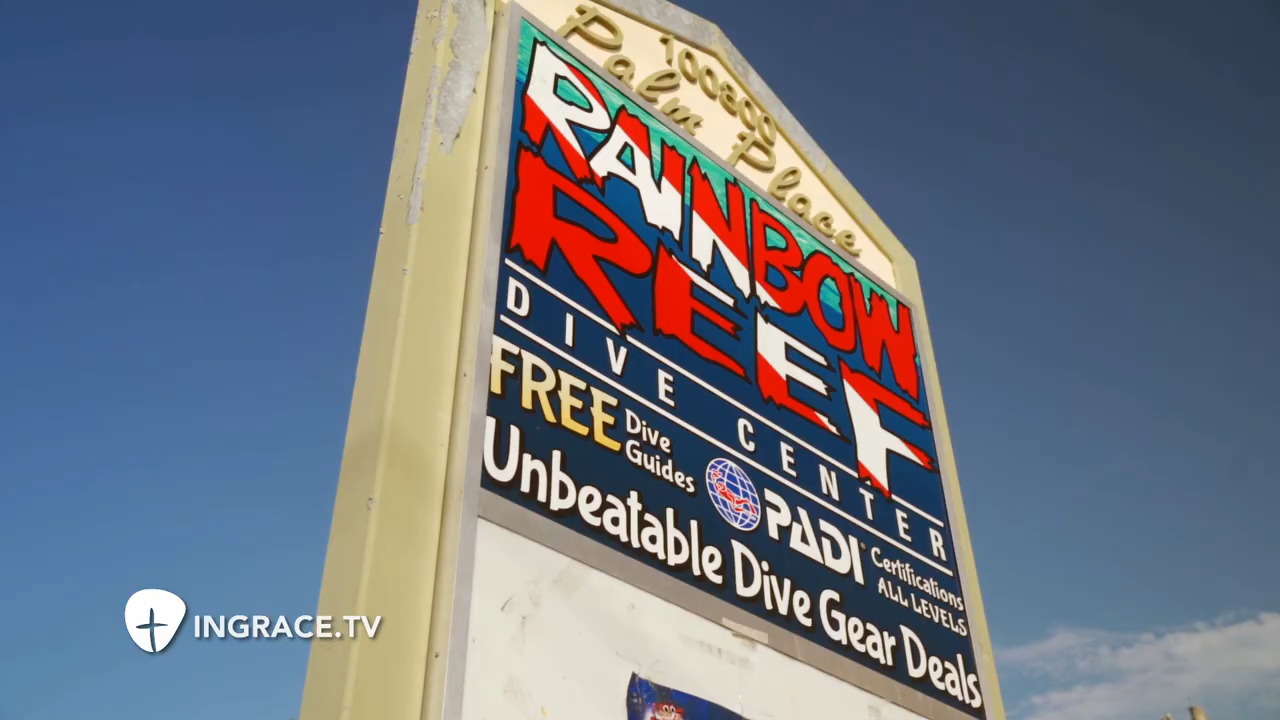 100800
Palm Place
RAINBOW
REEF
DIVE CENTER
FREE Dive Guides
PADI Certifications ALL LEVELS
Unbeatable Dive Gear Deals
INGRACE.TV